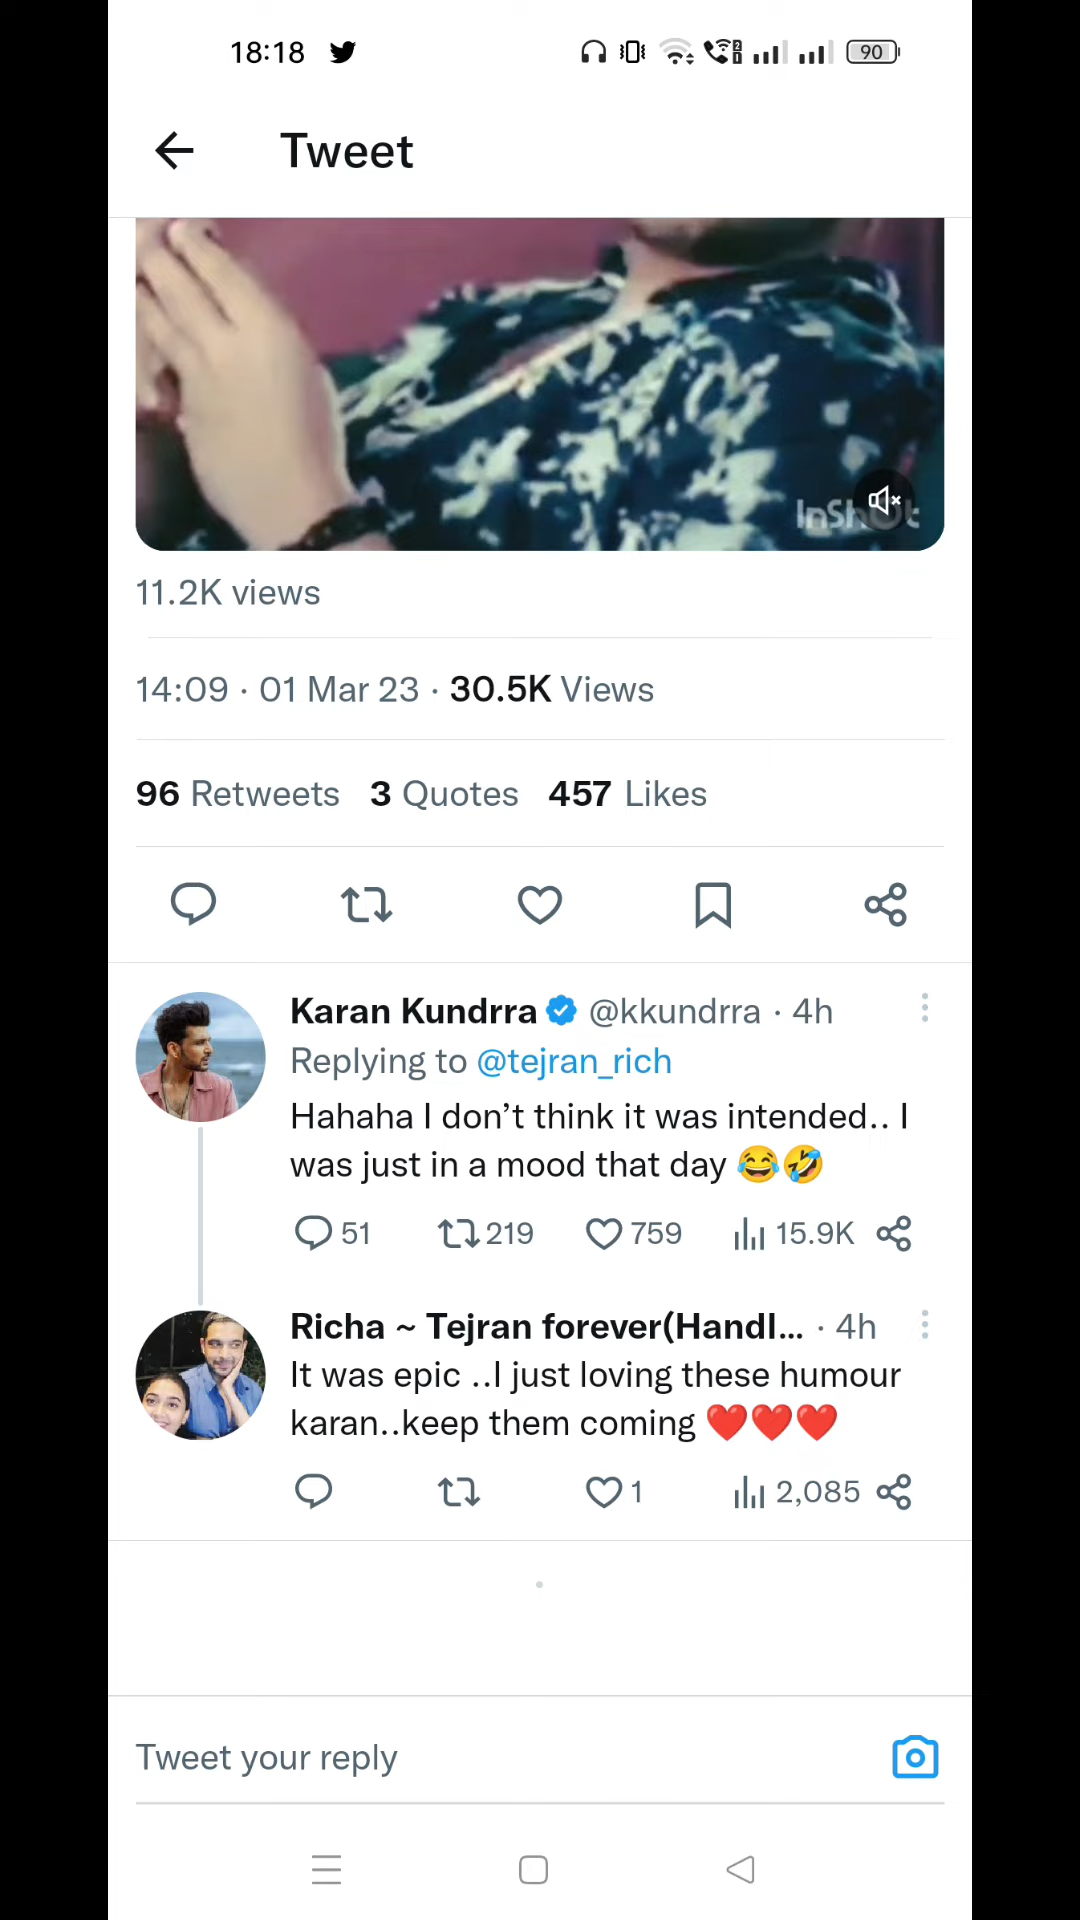 18:18
90
Tweet
InSh t
11.2K views
14:09 · 01 Mar 23 · 30.5K Views
96 Retweets 3 Quotes 457 Likes
Karan Kundrra @kkundrra · 4h
Replying to @tejran_rich
Hahaha I don’t think it was intended.. I
was just in a mood that day 😂🤣
51 219 759 15.9K
Richa ~ Tejran forever(Handl... · 4h
It was epic ..I just loving these humour
karan..keep them coming ❤️❤️❤️
1 2,085
Tweet your reply